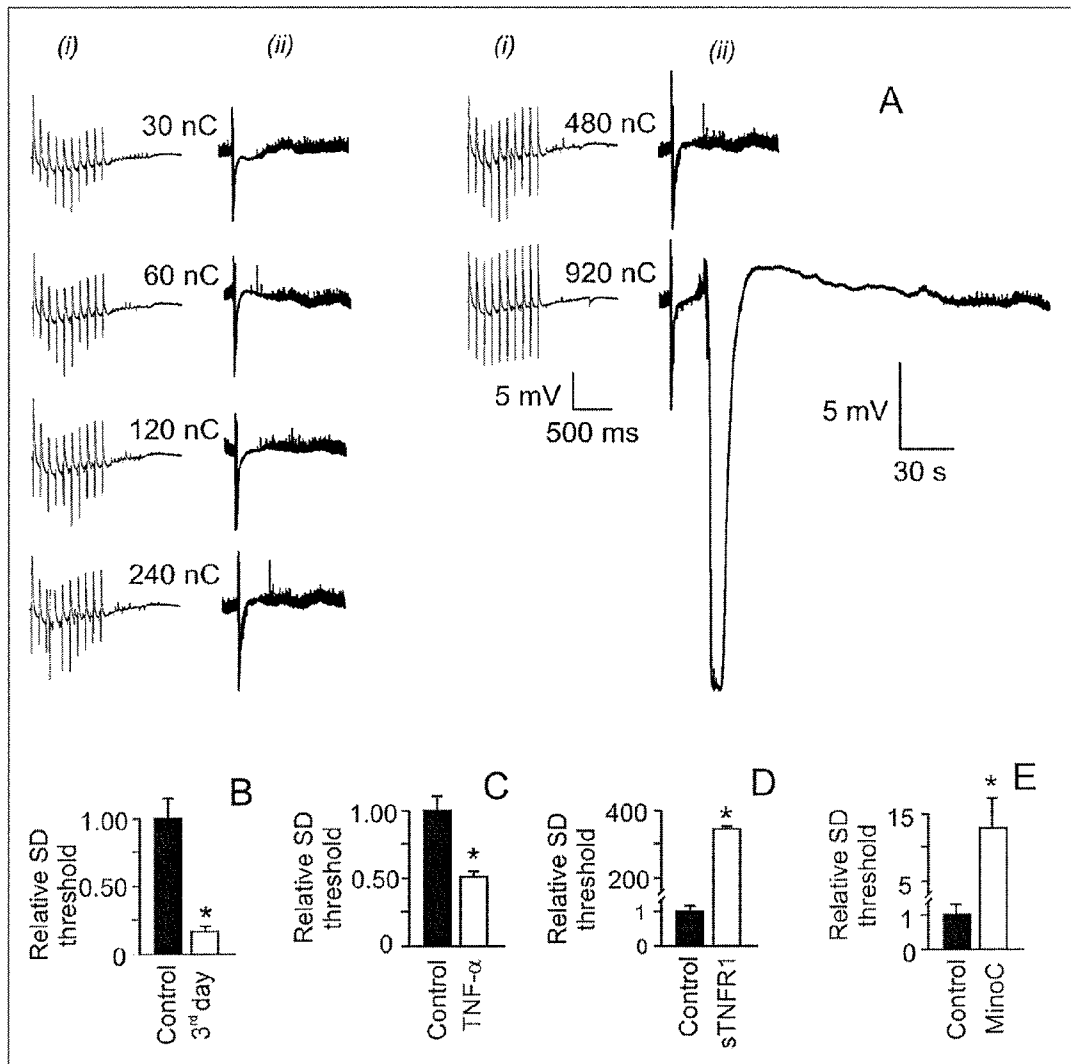 (i) (ii) (i) (ii)
A
30 nC 480 nC
60 nC 920 nC
5 mV
500 ms
5 mV
30 s
120 nC
240 nC
B
Relative SD
threshold
1.00
0.50
0
Control
3rd day
*
C
Relative SD
threshold
1.00
0.50
0
Control
TNF-α
*
D
Relative SD
threshold
400
200
1
Control
sTNFR1
*
E
Relative SD
threshold
15
5
1
Control
MinoC
*